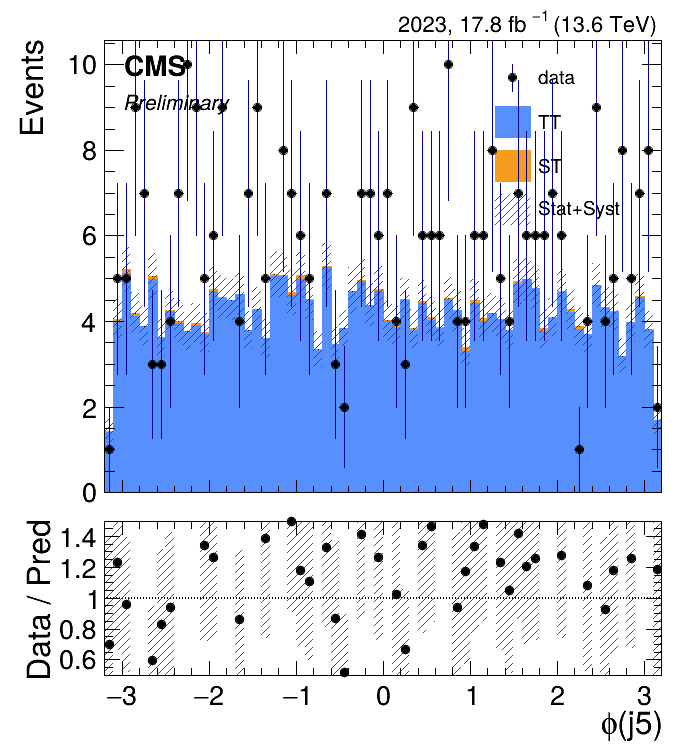 2023, 17.8 fb⁻¹ (13.6 TeV)
Events
CMS
Preliminary
data
TT
ST
Stat+Syst
10
8
6
4
2
0
Data / Pred
1.4
1.2
1
0.8
0.6
−3 −2 −1 0 1 2 3
ϕ(j5)